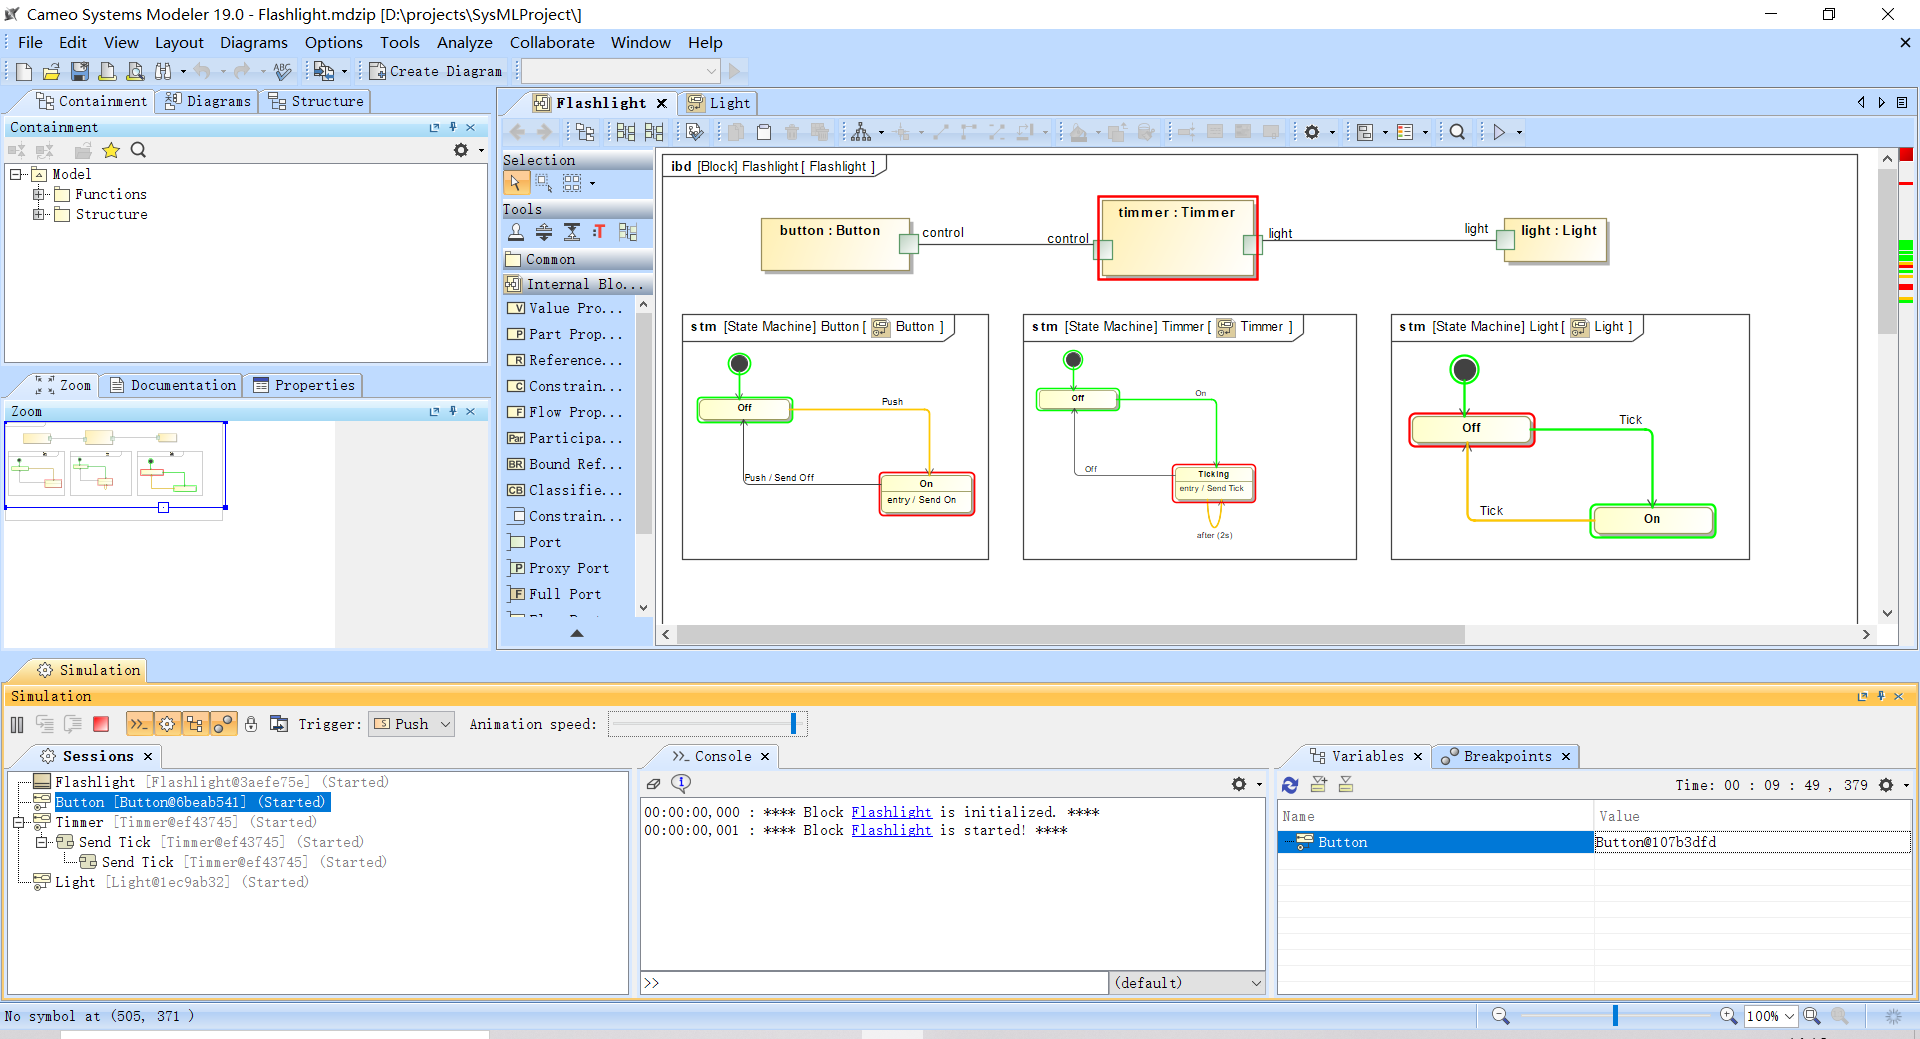 Cameo Systems Modeler 19.0 - Flashlight.mdzip [D:\projects\SysMLProject\]
File Edit View Layout Diagrams Options Tools Analyze Collaborate Window Help
Create Diagram
Containment Diagrams Structure
Containment
Model
Functions
Structure
Zoom Documentation Properties
Zoom
Flashlight Light
Selection
Tools
Common
Internal Blo...
Value Pro...
Part Prop...
Reference...
Constrain...
Flow Prop...
Participa...
Bound Ref...
Classifie...
Constrain...
Port
Proxy Port
Full Port
ibd [Block] Flashlight [ Flashlight ]
button : Button
control
control
timmer : Timmer
light
light
light : Light
stm [State Machine] Button [ Button ]
Off
Push
Push / Send Off
On
entry / Send On
stm [State Machine] Timmer [ Timmer ]
Off
On
Off
Ticking
entry / Send Tick
after (2s)
stm [State Machine] Light [ Light ]
Off
Tick
Tick
On
Simulation
Simulation
Trigger: Push Animation speed:
Sessions
Flashlight [Flashlight@3aefe75e] (Started)
Button [Button@6beab541] (Started)
Timmer [Timmer@ef43745] (Started)
Send Tick [Timmer@ef43745] (Started)
Send Tick [Timmer@ef43745] (Started)
Light [Light@1ec9ab32] (Started)
Console
00:00:00,000 : **** Block Flashlight is initialized. ****
00:00:00,001 : **** Block Flashlight is started! ****
>> (default)
Variables Breakpoints
Time: 00 : 09 : 49 , 379
Name Value
Button Button@107b3dfd
No symbol at (505, 371 )
100%